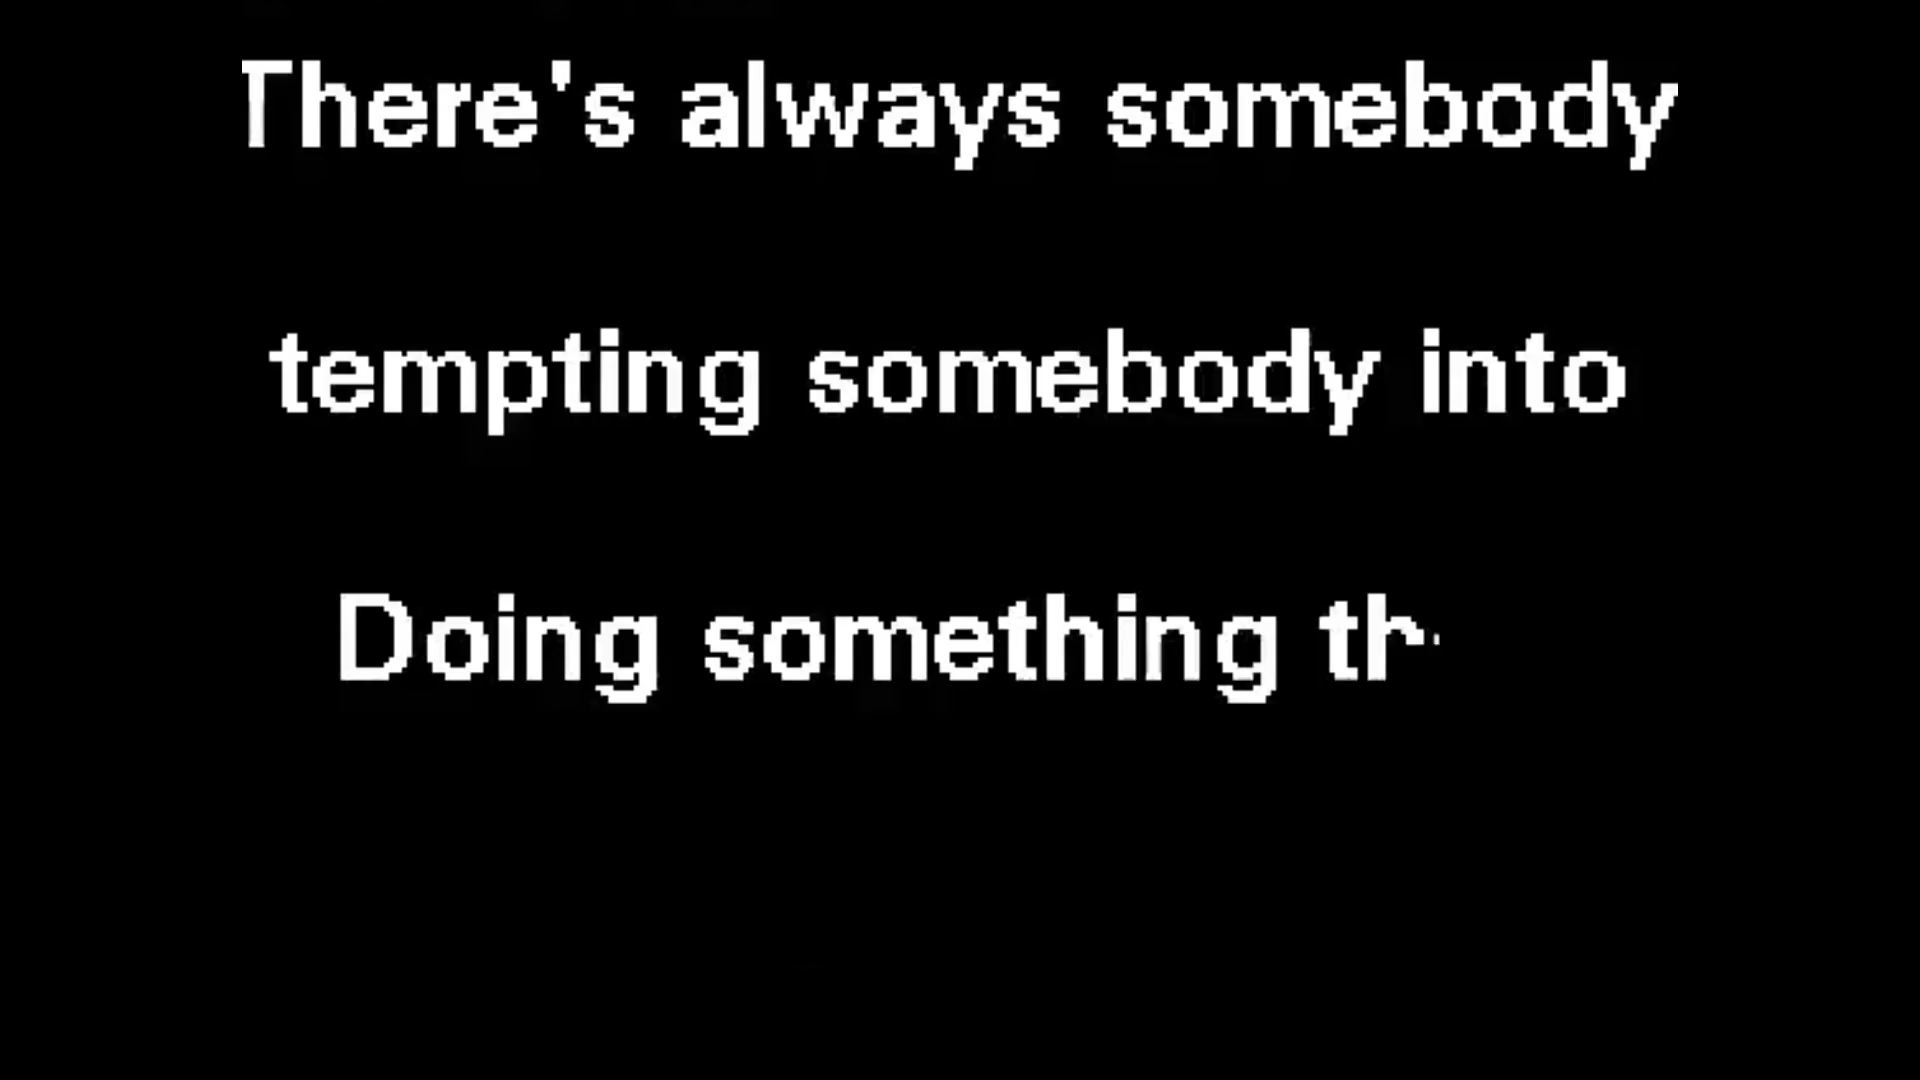 There's always somebody
tempting somebody into
Doing something